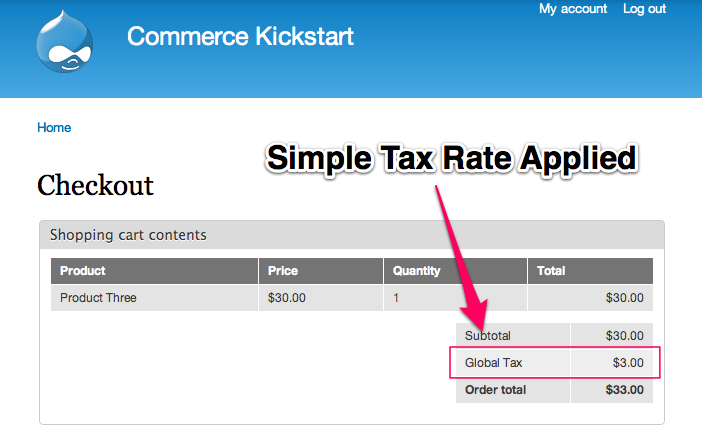 My account Log out
Commerce Kickstart
Home
Simple Tax Rate Applied
Checkout
Shopping cart contents
Product Price Quantity Total
Product Three $30.00 1 $30.00
Subtotal $30.00
Global Tax $3.00
Order total $33.00